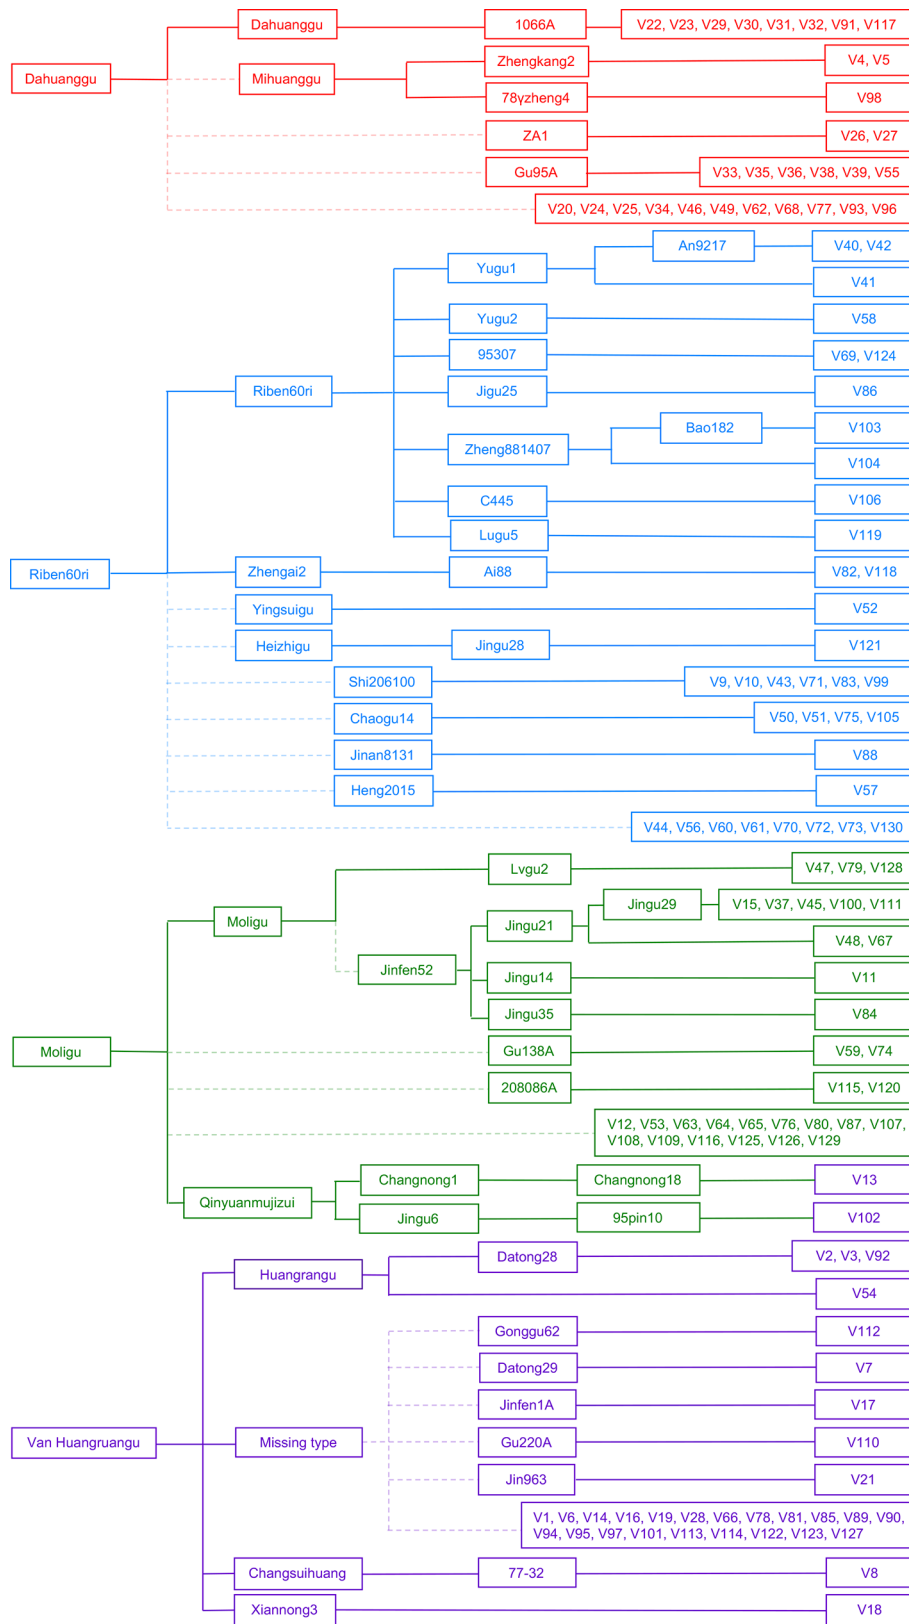 Dahuanggu
1066A
V22, V23, V29, V30, V31, V32, V91, V117
Dahuanggu
Mihuanggu
Zhengkang2
V4, V5
78γzheng4
V98
ZA1
V26, V27
Gu95A
V33, V35, V36, V38, V39, V55
V20, V24, V25, V34, V46, V49, V62, V68, V77, V93, V96
Yugu1
An9217
V40, V42
V41
Yugu2
V58
95307
V69, V124
Riben60ri
Jigu25
V86
Zheng881407
Bao182
V103
V104
C445
V106
Lugu5
V119
Riben60ri
Zhengai2
Ai88
V82, V118
Yingsuigu
V52
Heizhigu
Jingu28
V121
Shi206100
V9, V10, V43, V71, V83, V99
Chaogu14
V50, V51, V75, V105
Jinan8131
V88
Heng2015
V57
V44, V56, V60, V61, V70, V72, V73, V130
Lvgu2
V47, V79, V128
Moligu
Jingu21
Jingu29
V15, V37, V45, V100, V111
V48, V67
Jinfen52
Jingu14
V11
Jingu35
V84
Moligu
Gu138A
V59, V74
208086A
V115, V120
V12, V53, V63, V64, V65, V76, V80, V87, V107,
V108, V109, V116, V125, V126, V129
Qinyuanmujizui
Changnong1
Changnong18
V13
Jingu6
95pin10
V102
Huangrangu
Datong28
V2, V3, V92
V54
Gonggu62
V112
Datong29
V7
Jinfen1A
V17
Van Huangruangu
Missing type
Gu220A
V110
Jin963
V21
V1, V6, V14, V16, V19, V28, V66, V78, V81, V85, V89, V90,
V94, V95, V97, V101, V113, V114, V122, V123, V127
Changsuihuang
77-32
V8
Xiannong3
V18